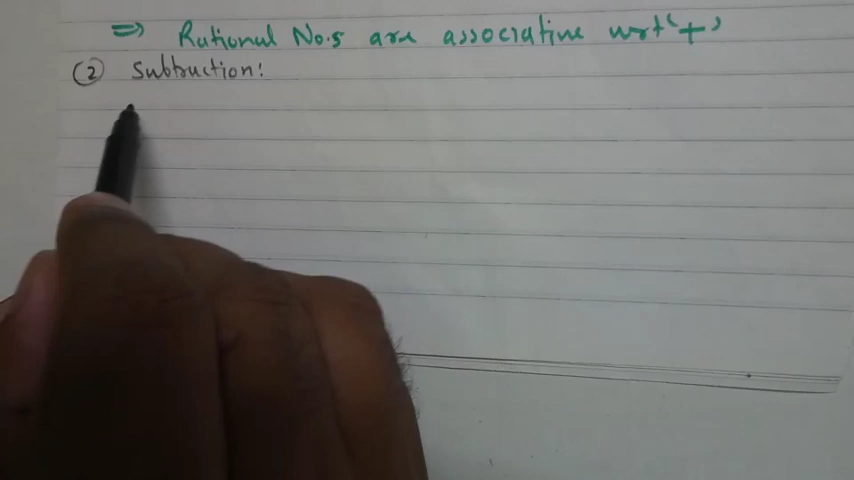 ⇒ Rational No.s are associative wrt '+'
(2) Subtraction: